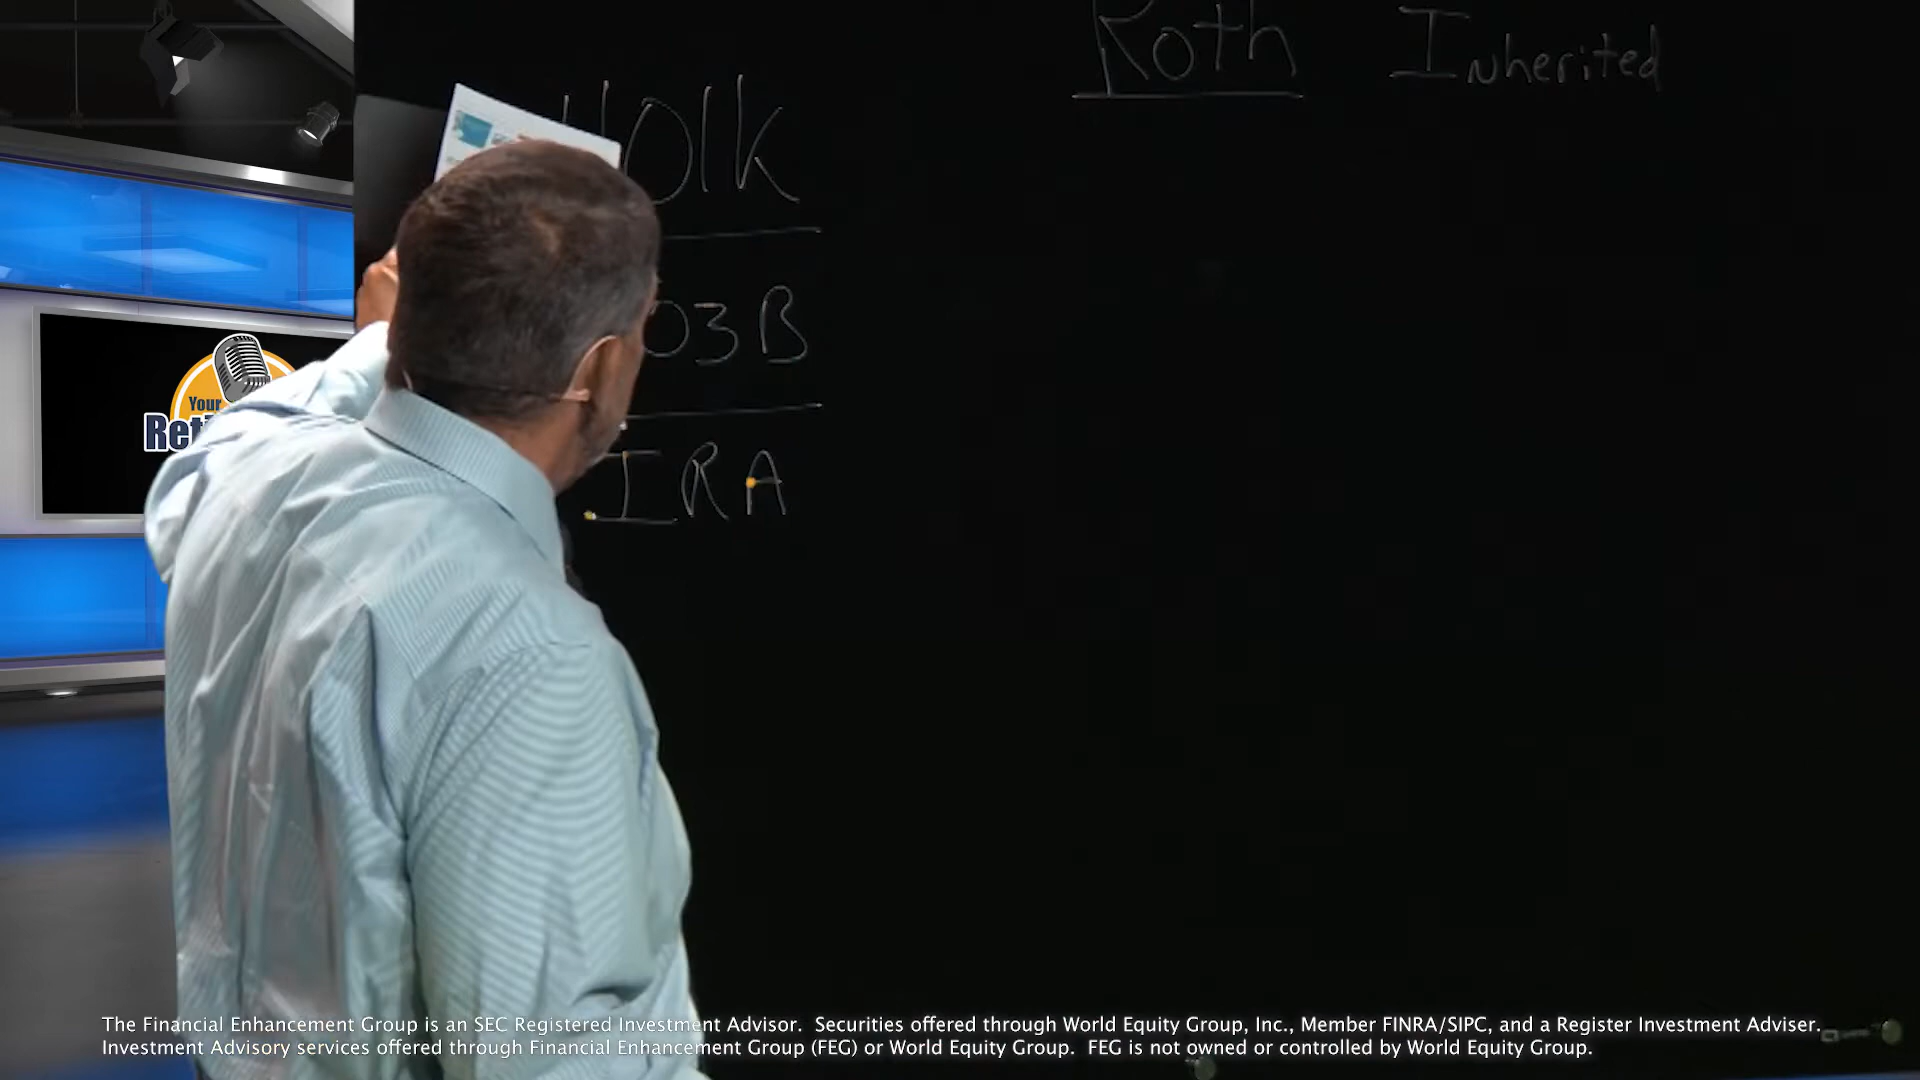 Roth Inherited
401k
03B
IRA
Your
Reti
The Financial Enhancement Group is an SEC Registered Investment Advisor. Securities offered through World Equity Group, Inc., Member FINRA/SIPC, and a Register Investment Adviser.
Investment Advisory services offered through Financial Enhancement Group (FEG) or World Equity Group. FEG is not owned or controlled by World Equity Group.